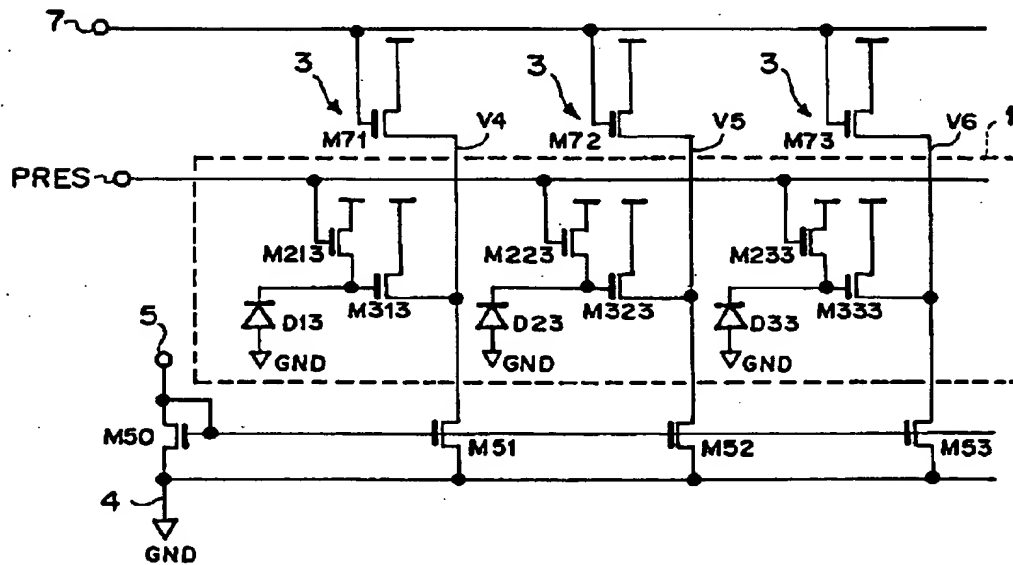 7
3
3
3
M71
V4
M72
V5
M73
V6
1
PRES
M213
M223
M233
M313
M323
M333
D13
D23
D33
GND
GND
GND
5
M50
M51
M52
M53
4
GND